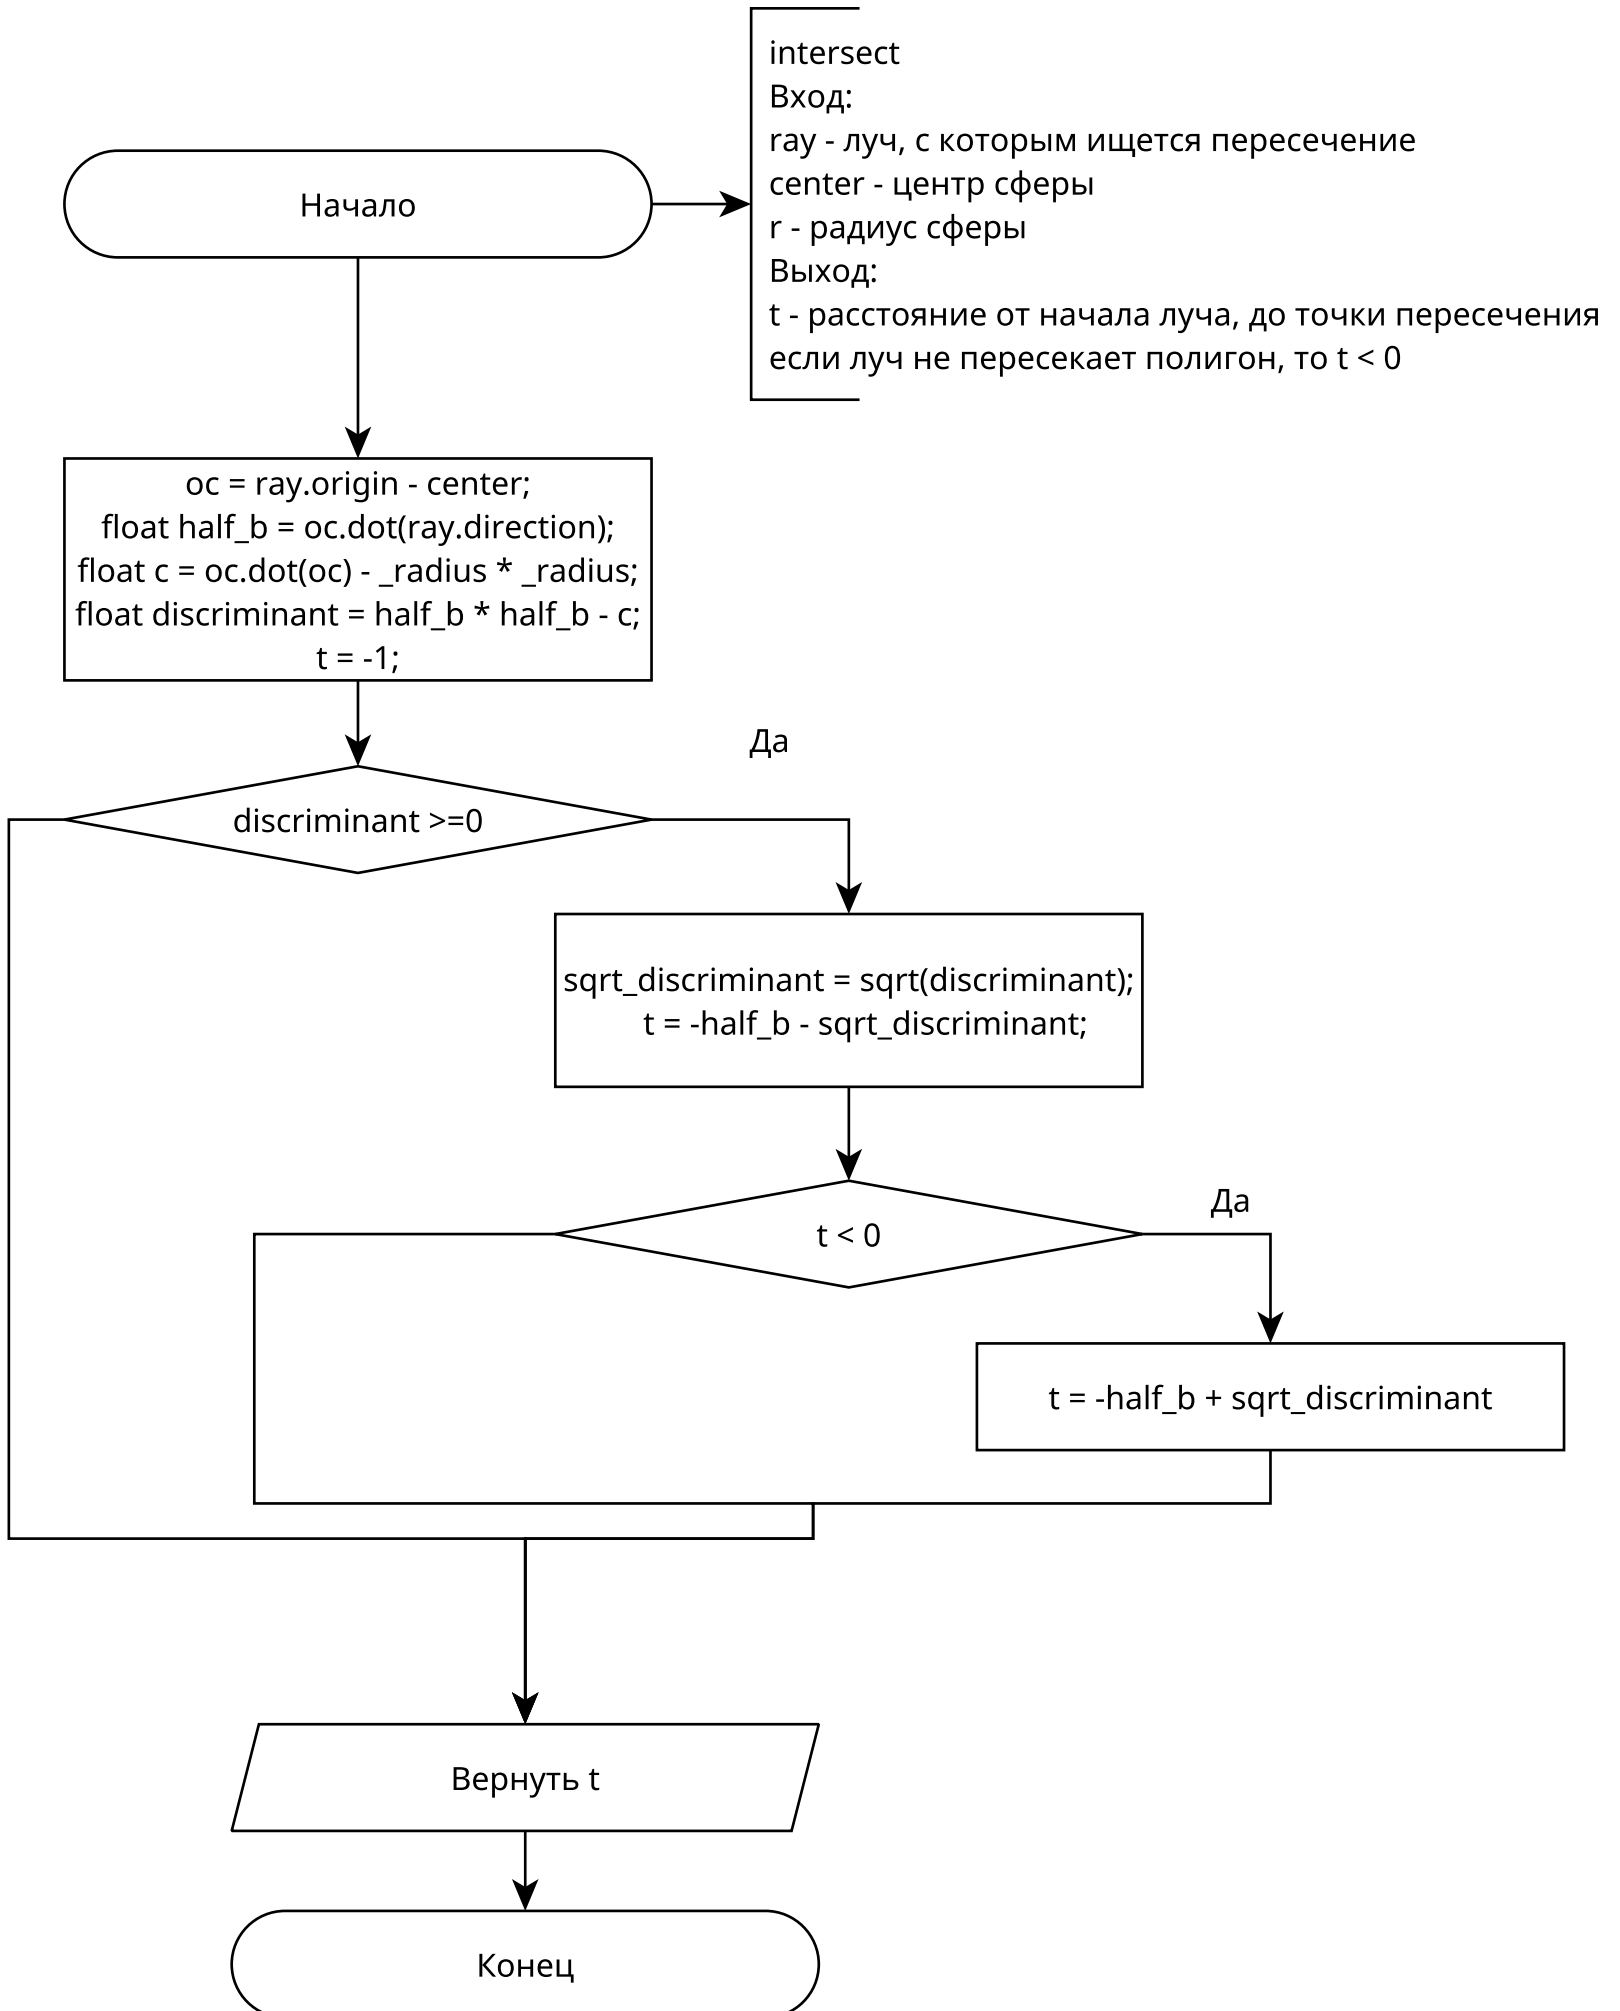 intersect
Вход:
ray - луч, с которым ищется пересечение
center - центр сферы
r - радиус сферы
Выход:
t - расстояние от начала луча, до точки пересечения
если луч не пересекает полигон, то t < 0
Начало
oc = ray.origin - center;
float half_b = oc.dot(ray.direction);
float c = oc.dot(oc) - _radius * _radius;
float discriminant = half_b * half_b - c;
t = -1;
Да
discriminant >=0
sqrt_discriminant = sqrt(discriminant);
t = -half_b - sqrt_discriminant;
Да
t < 0
t = -half_b + sqrt_discriminant
Вернуть t
Конец